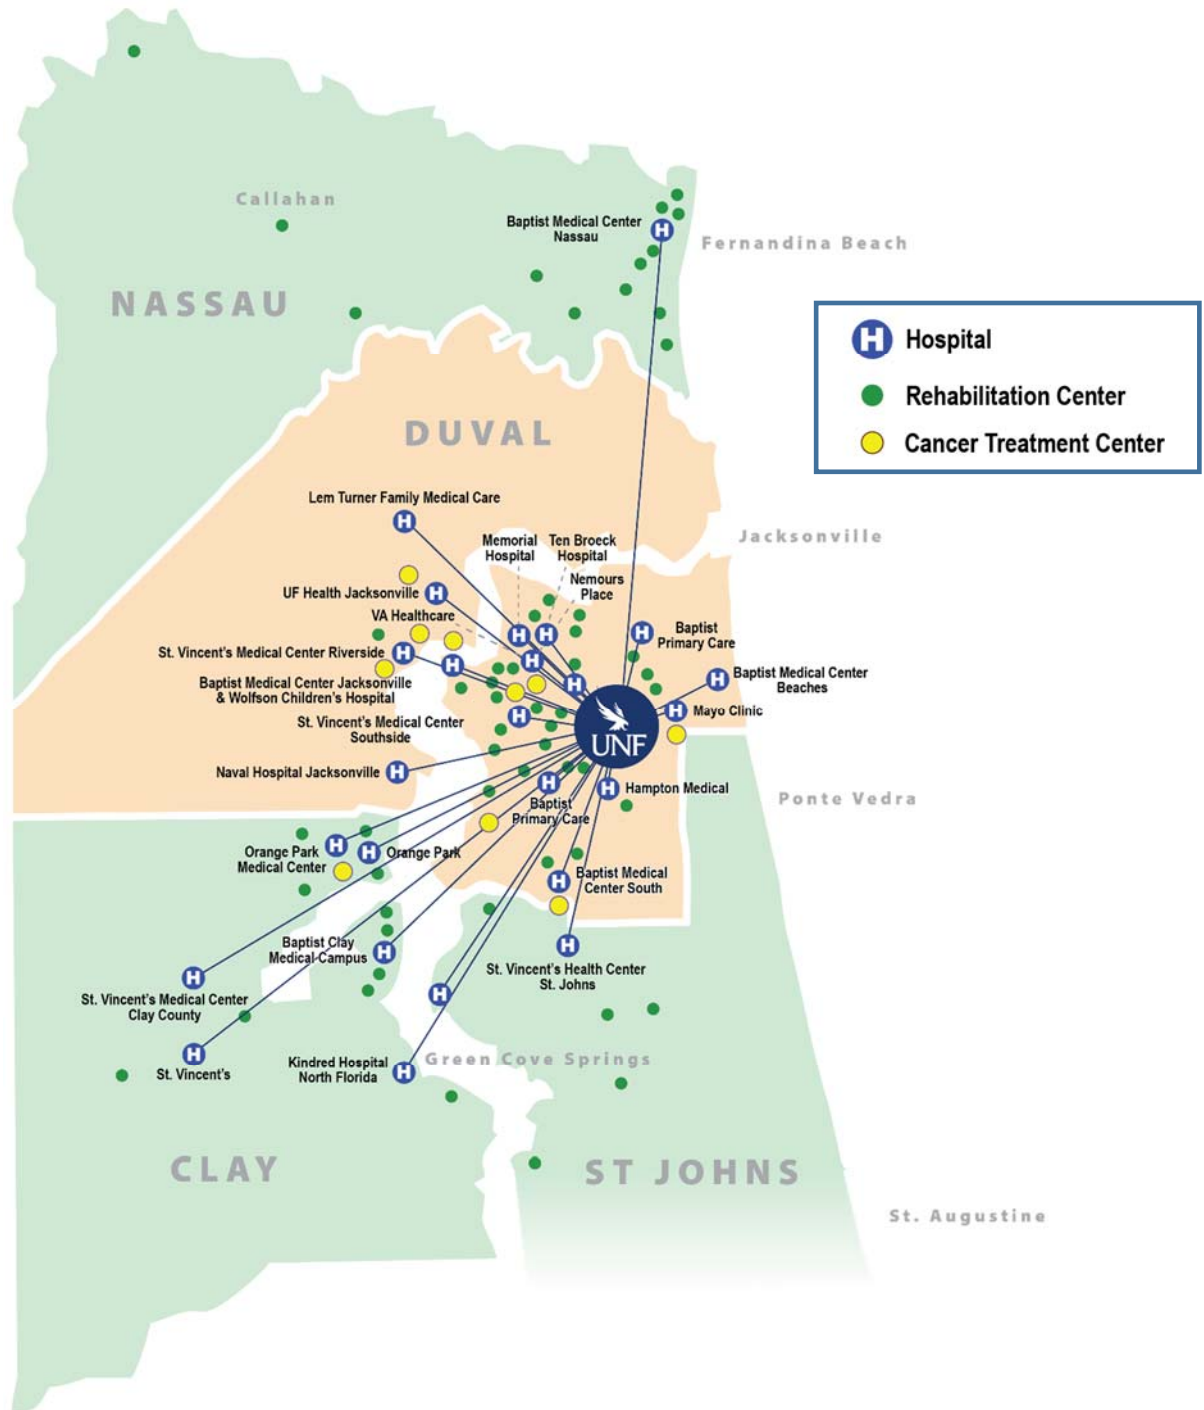 Callahan
Baptist Medical Center
Nassau
Fernandina Beach
NASSAU
H Hospital
Rehabilitation Center
Cancer Treatment Center
DUVAL
Lem Turner Family Medical Care
H
Memorial
Hospital
Ten Broeck
Hospital
Jacksonville
Nemours
Place
UF Health Jacksonville
H
VA Healthcare
H
H
H
Baptist
Primary Care
St. Vincent's Medical Center Riverside
H
H
H
Baptist Medical Center Jacksonville
& Wolfson Children's Hospital
H
H
Baptist Medical Center
Beaches
H
Mayo Clinic
St. Vincent's Medical Center
Southside
H
UNF
Naval Hospital Jacksonville
H
H
Baptist
Primary Care
H
Hampton Medical
Ponte Vedra
Orange Park
Medical Center
H
H
Orange Park
H
Baptist Medical
Center South
Baptist Clay
Medical Campus
H
H
St. Vincent's Health Center
St. Johns
H
St. Vincent's Medical Center
Clay County
H
H
St. Vincent's
Kindred Hospital
North Florida
H
Green Cove Springs
CLAY
ST JOHNS
St. Augustine